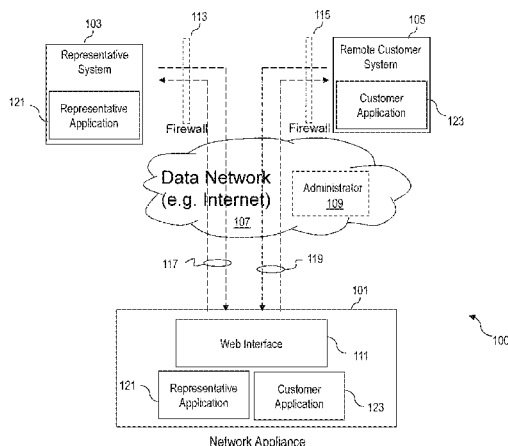 103
113
115
105
Representative
System
Remote Customer
System
121
Representative
Application
Customer
Application
123
Firewall
Firewall
Data Network
(e.g. Internet)
107
Administrator
109
117
119
101
100
Web Interface
111
121
Representative
Application
Customer
Application
123
Network Appliance